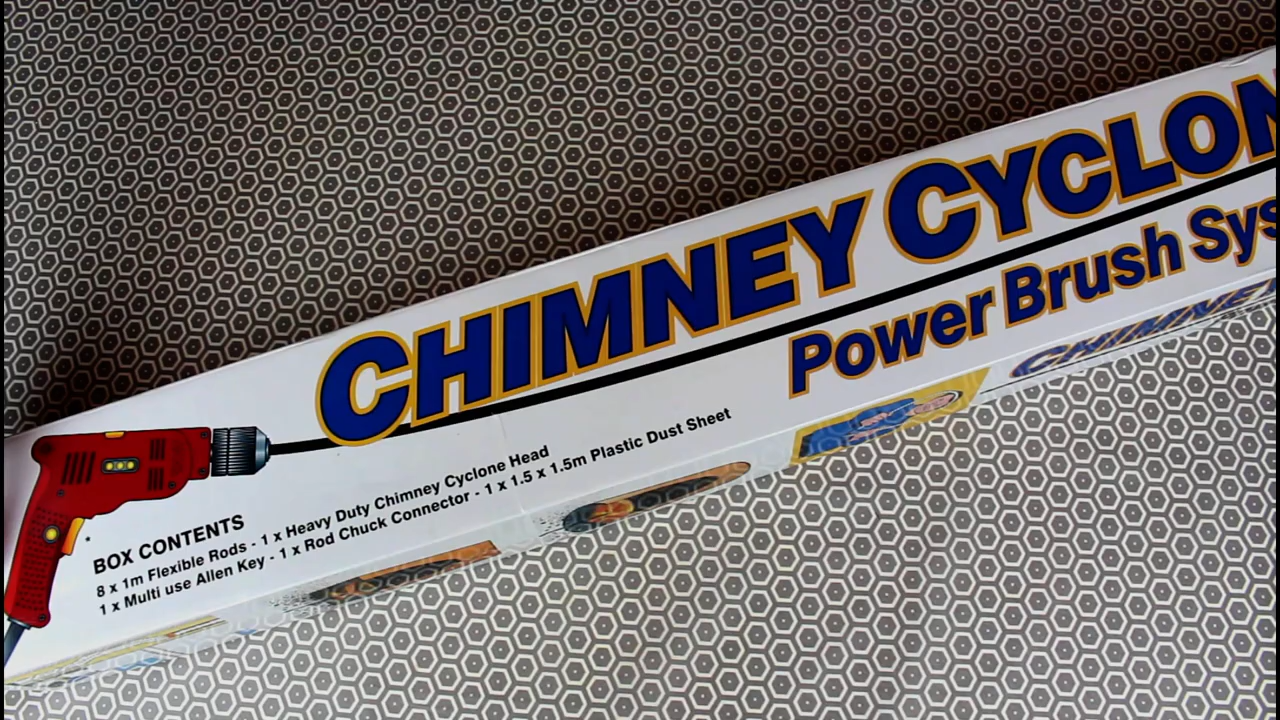 CHIMNEY CYCLON
Power Brush Sys
BOX CONTENTS
8 x 1m Flexible Rods - 1 x Heavy Duty Chimney Cyclone Head
1 x Multi use Allen Key - 1 x Rod Chuck Connector - 1 x 1.5 x 1.5m Plastic Dust Sheet
CHIMNEY